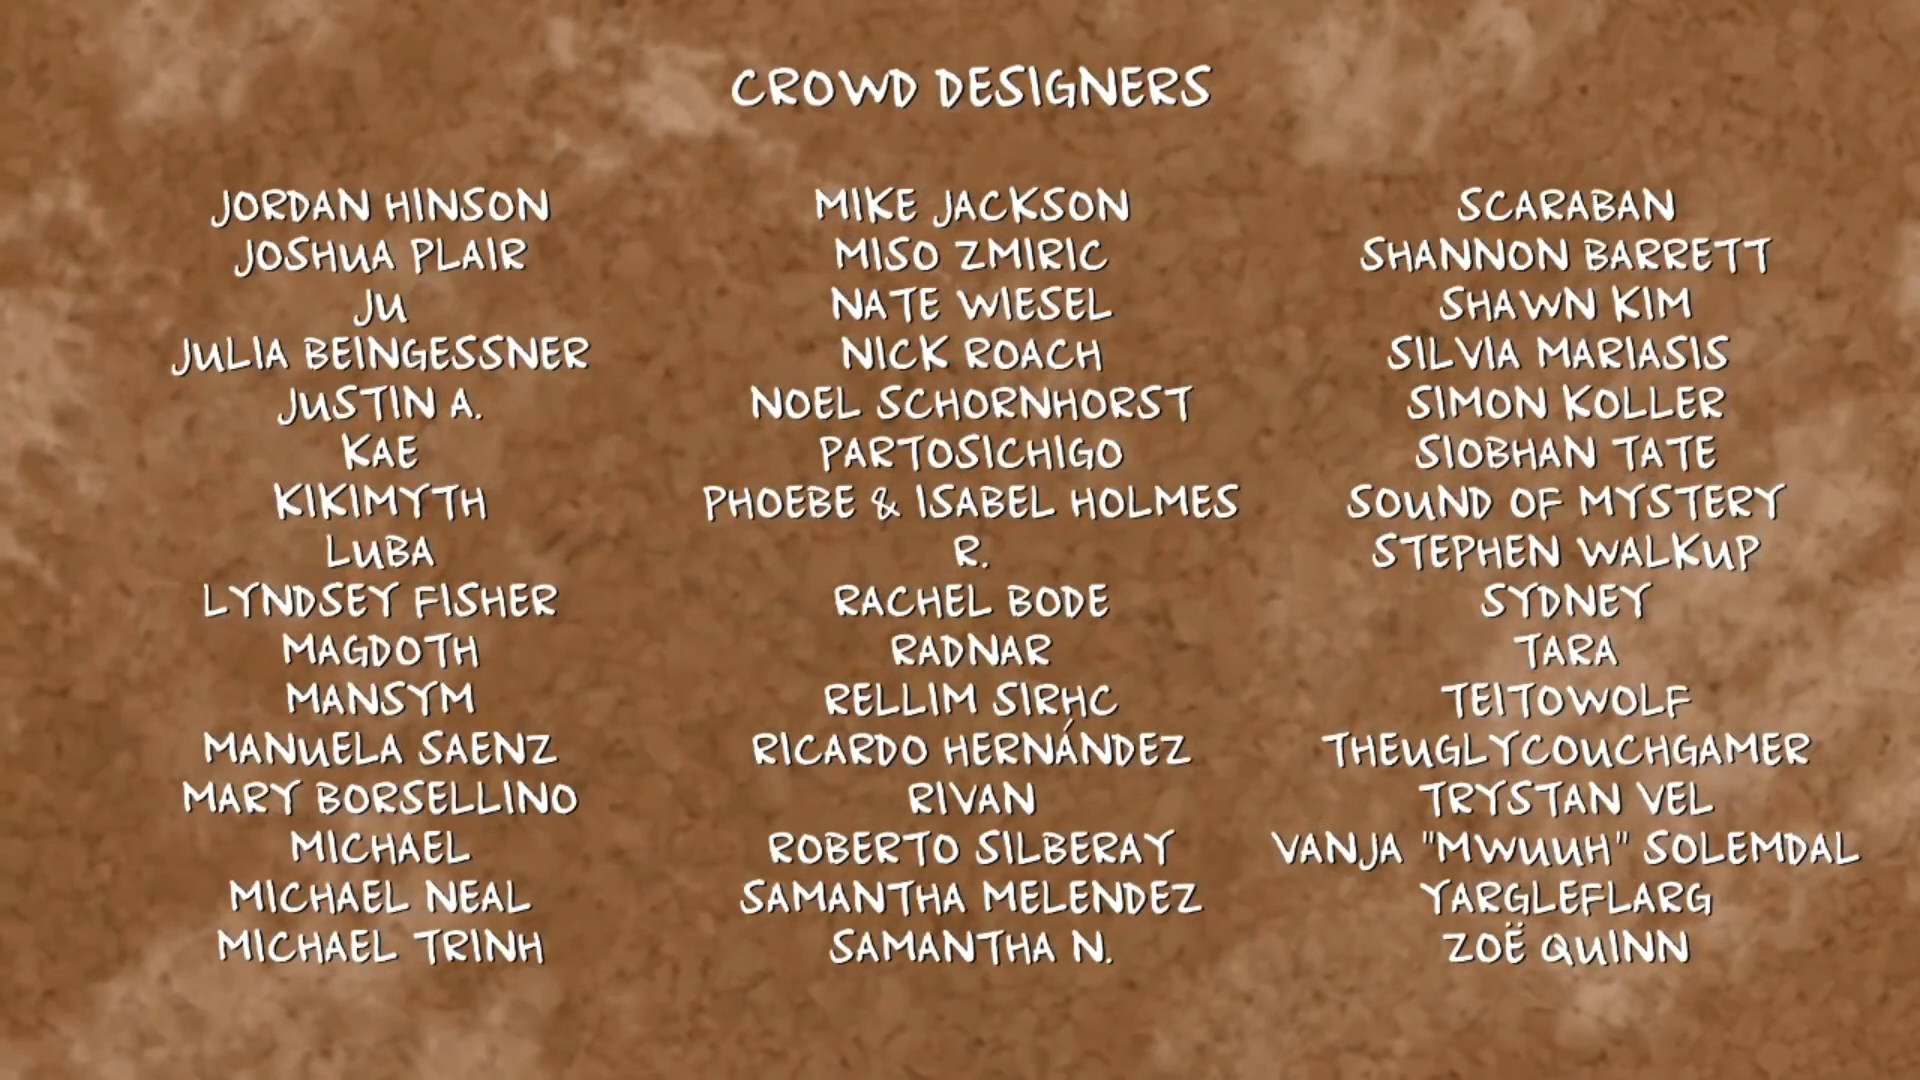 CROWD DESIGNERS
JORDAN HINSON
JOSHUA PLAIR
JU
JULIA BEINGESSNER
JUSTIN A.
KAE
KIKIMYTH
LUBA
LYNDSEY FISHER
MAGDOTH
MANSYM
MANUELA SAENZ
MARY BORSELLINO
MICHAEL
MICHAEL NEAL
MICHAEL TRINH
MIKE JACKSON
MISO ZMIRIC
NATE WIESEL
NICK ROACH
NOEL SCHORNHORST
PARTOSICHIGO
PHOEBE & ISABEL HOLMES
R.
RACHEL BODE
RADNAR
RELLIM SIRHC
RICARDO HERNÁNDEZ
RIVAN
ROBERTO SILBERAY
SAMANTHA MELENDEZ
SAMANTHA N.
SCARABAN
SHANNON BARRETT
SHAWN KIM
SILVIA MARIASIS
SIMON KOLLER
SIOBHAN TATE
SOUND OF MYSTERY
STEPHEN WALKUP
SYDNEY
TARA
TEITOWOLF
THEUGLYCOUCHGAMER
TRYSTAN VEL
VANJA "MWUUH" SOLEMDAL
YARGLEFLARG
ZOË QUINN